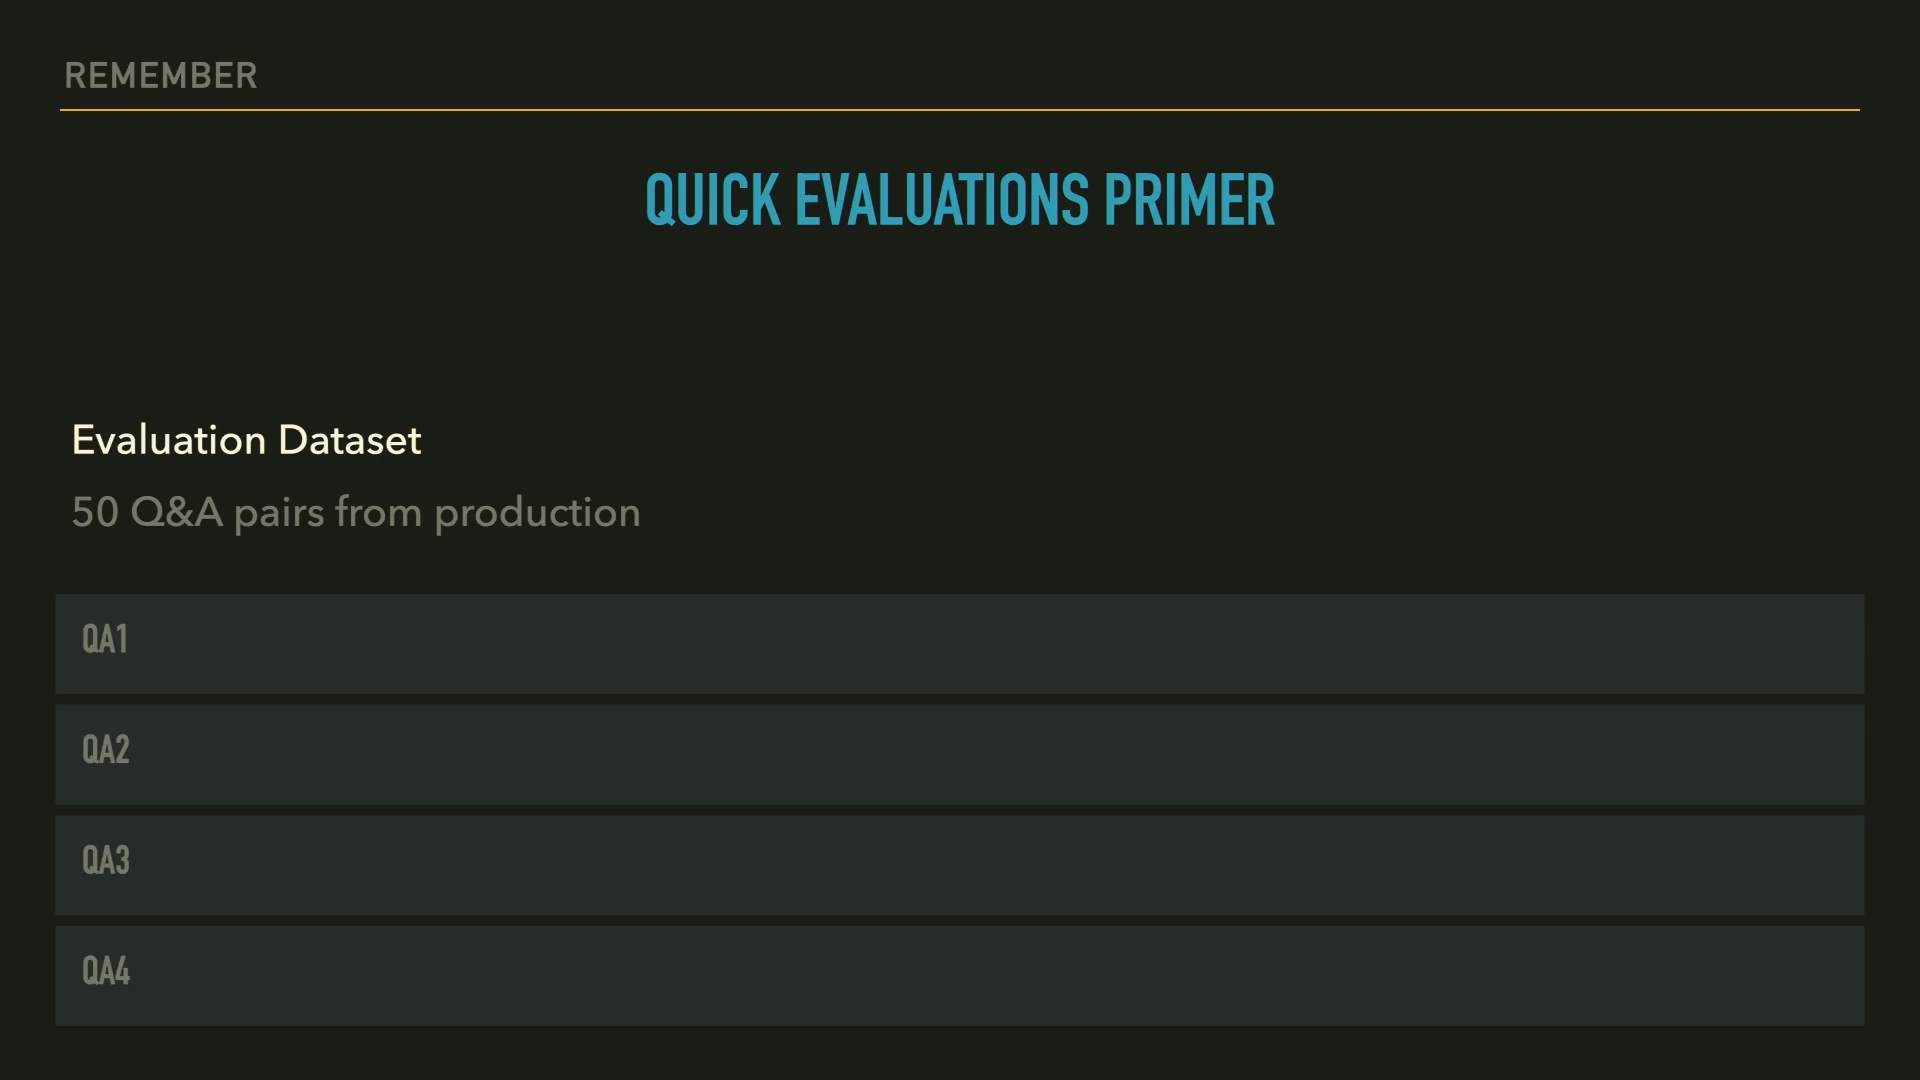 REMEMBER
QUICK EVALUATIONS PRIMER
Evaluation Dataset
50 Q&A pairs from production
QA1
QA2
QA3
QA4